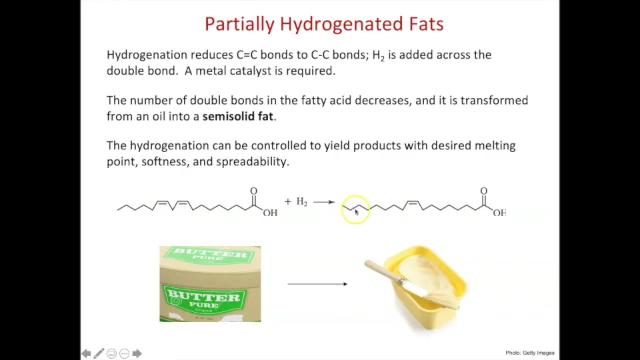 Partially Hydrogenated Fats
Hydrogenation reduces C=C bonds to C-C bonds; H2 is added across the
double bond. A metal catalyst is required.
The number of double bonds in the fatty acid decreases, and it is transformed
from an oil into a semisolid fat.
The hydrogenation can be controlled to yield products with desired melting
point, softness, and spreadability.
O
OH
+ H2
O
OH
BUTTER
PURE
BUTTER
PURE
Photo: Getty Images